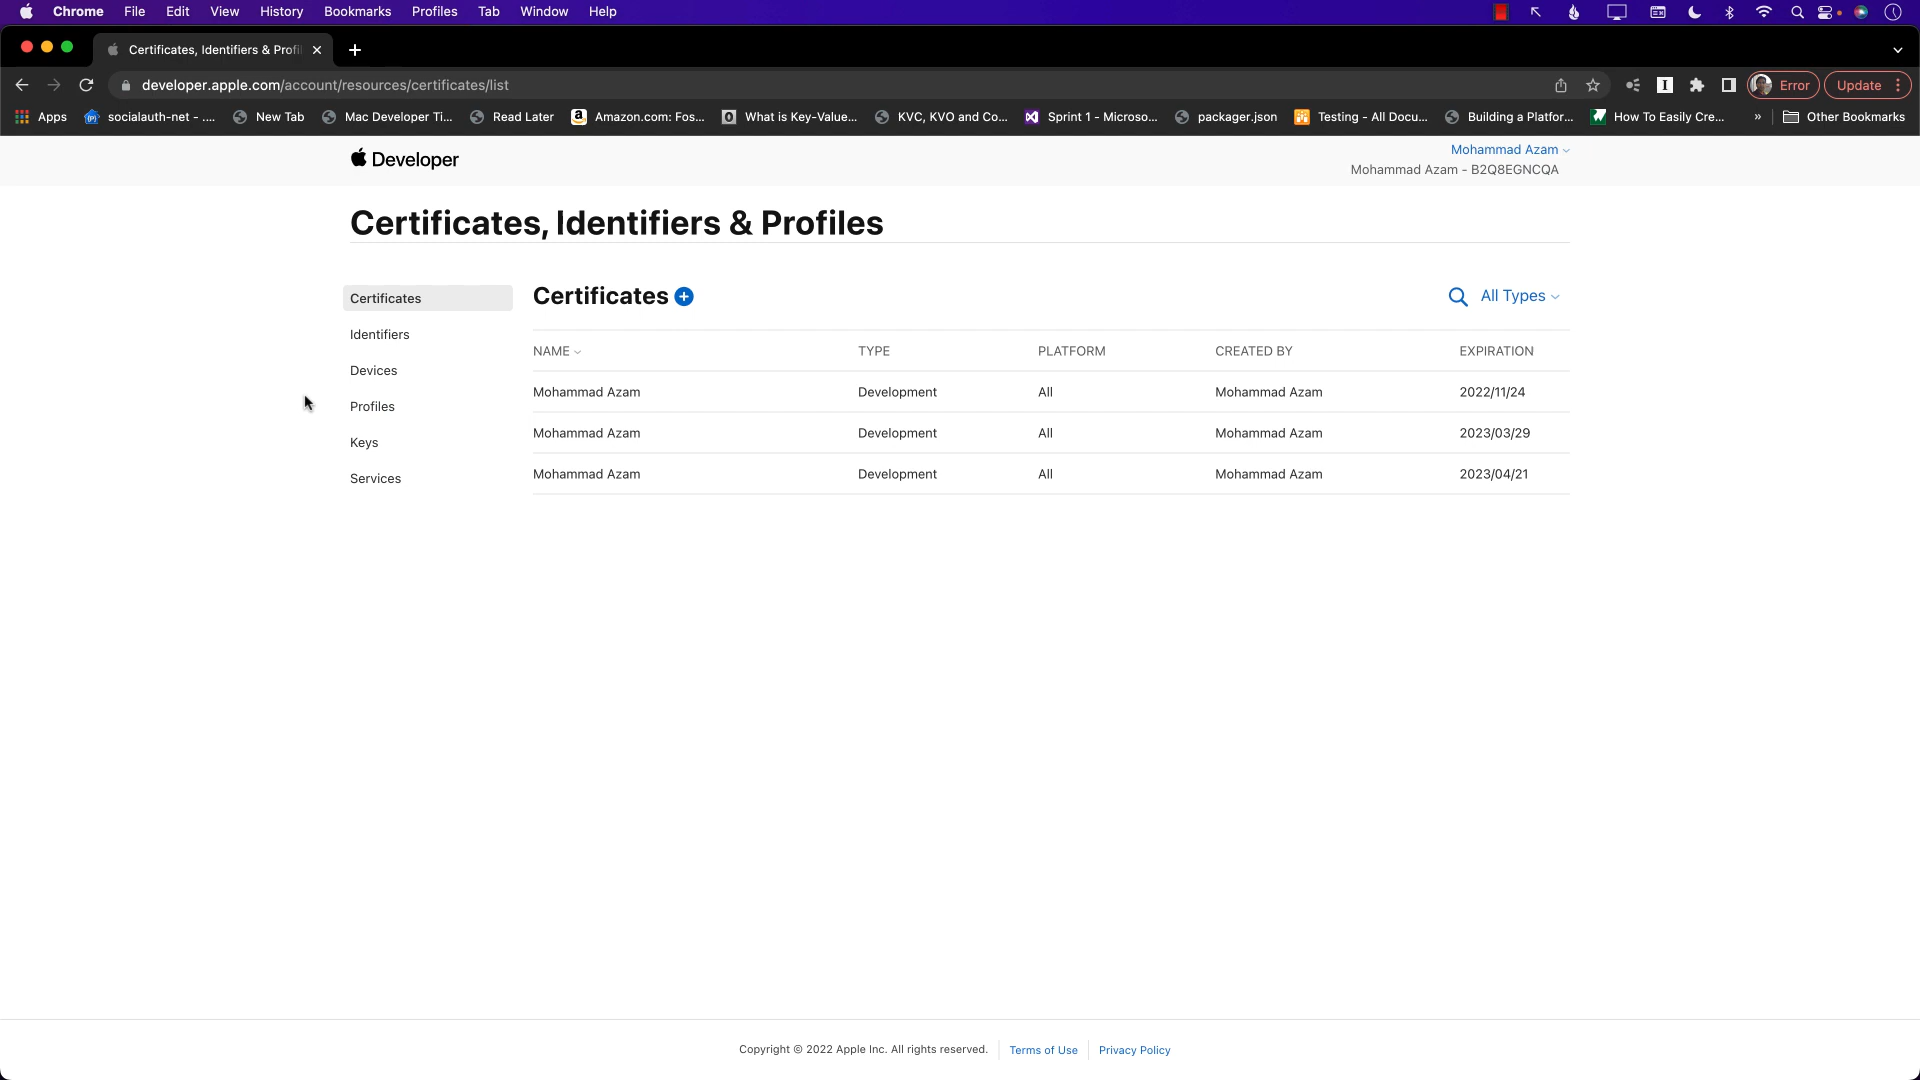 Chrome File Edit View History Bookmarks Profiles Tab Window Help
Certificates, Identifiers & Profi
developer.apple.com/account/resources/certificates/list
Error
Update
Apps socialauth-net - .... New Tab Mac Developer Ti... Read Later Amazon.com: Fos... What is Key-Value... KVC, KVO and Co... Sprint 1 - Microso... packager.json Testing - All Docu... Building a Platfor... How To Easily Cre... » Other Bookmarks
Developer
Mohammad Azam
Mohammad Azam - B2Q8EGNCQA
Certificates, Identifiers & Profiles
Certificates
Identifiers
Devices
Profiles
Keys
Services
Certificates
All Types
NAME TYPE PLATFORM CREATED BY EXPIRATION
Mohammad Azam Development All Mohammad Azam 2022/11/24
Mohammad Azam Development All Mohammad Azam 2023/03/29
Mohammad Azam Development All Mohammad Azam 2023/04/21
Copyright © 2022 Apple Inc. All rights reserved. Terms of Use Privacy Policy